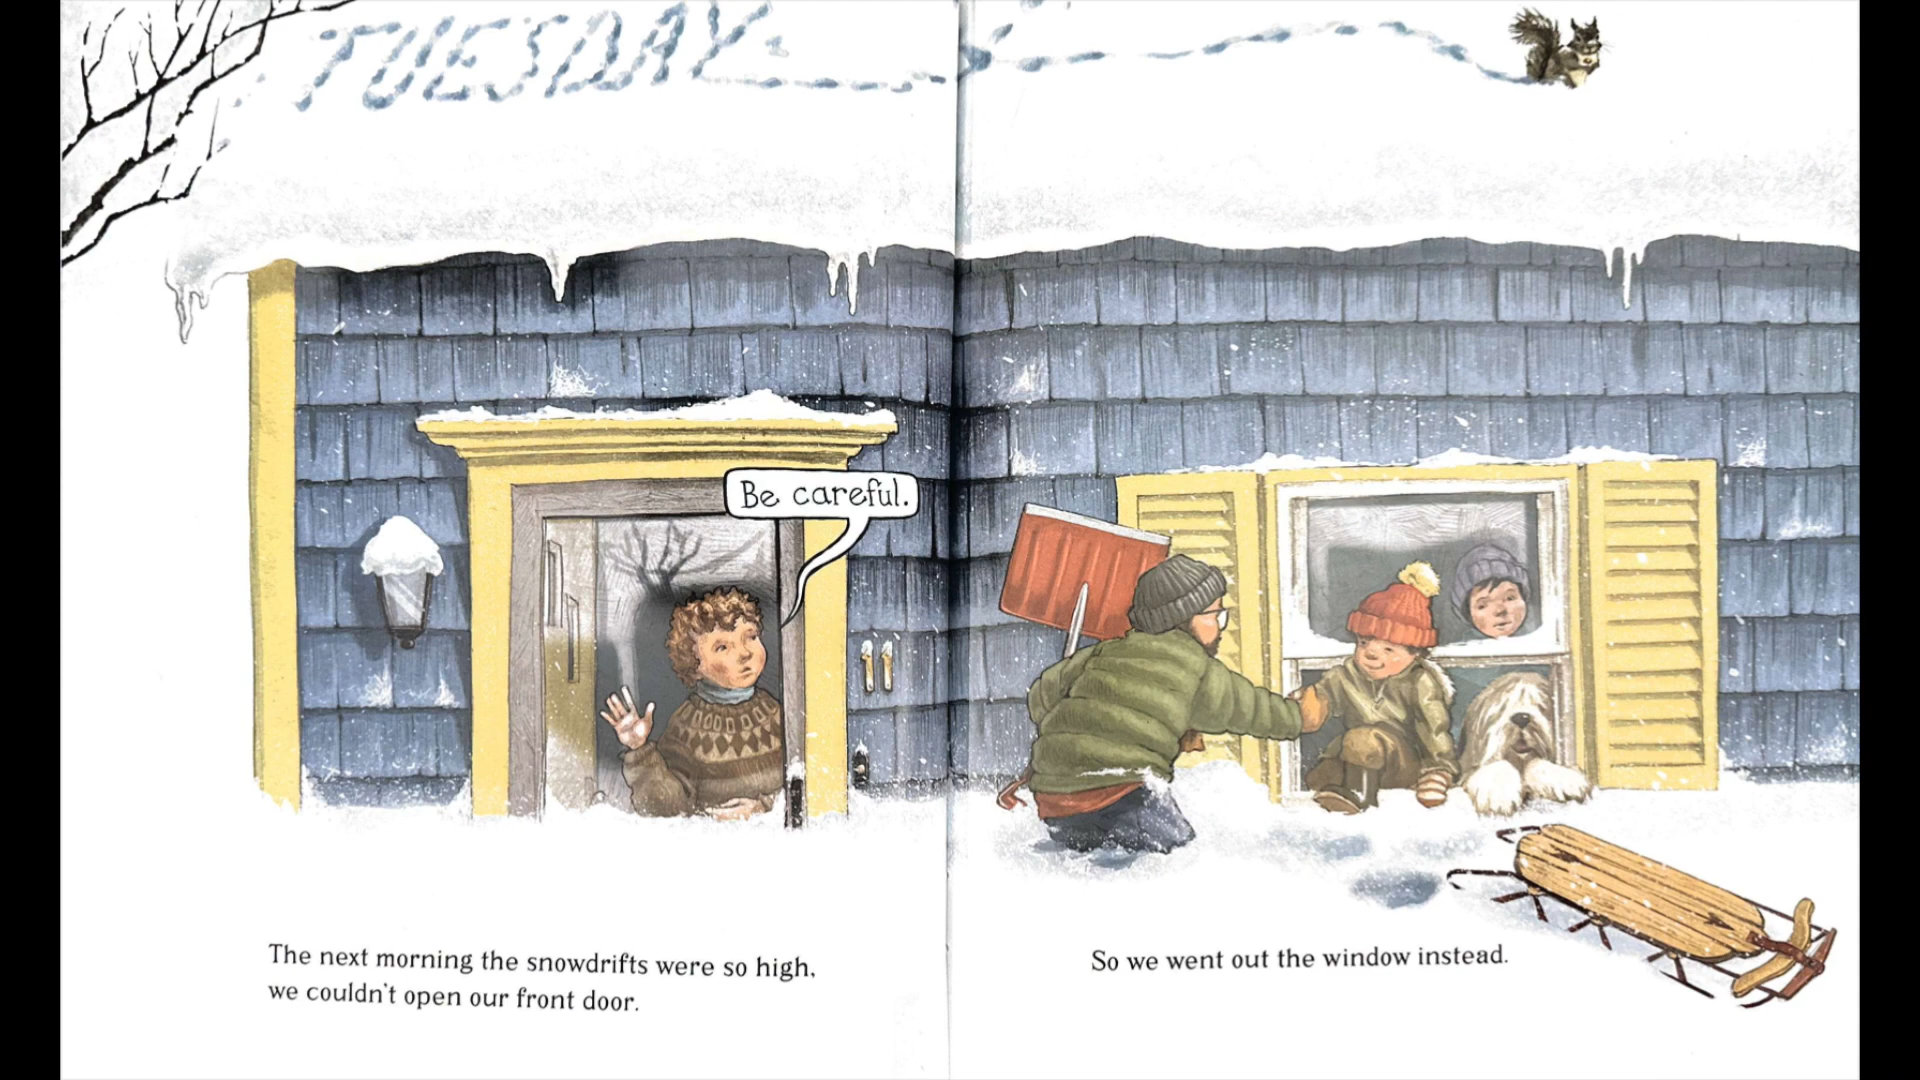 TUESDAY
Be careful.
The next morning the snowdrifts were so high,
we couldn't open our front door.
So we went out the window instead.